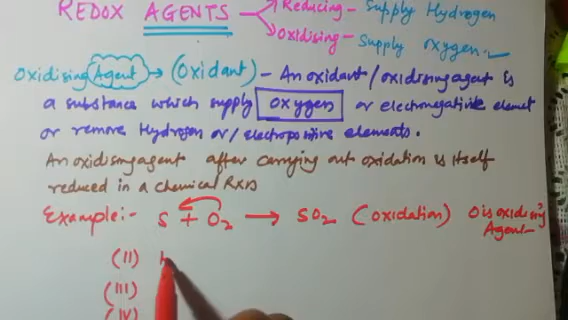 REDOX AGENTS → Reducing - Supply Hydrogen
→ Oxidising - Supply oxygen.
Oxidising Agent → (Oxidant) - An oxidant / oxidising agent is
a substance which supply oxygen or electronegative elemet
or remove Hydrogen or/ electropositive elements.
An oxidising agent after carrying out oxidation is itself
reduced in a chemical RXIS
Example:- S + O2 → SO2 (Oxidation) O is oxidising
Agent
(II)
(III)
(IV)